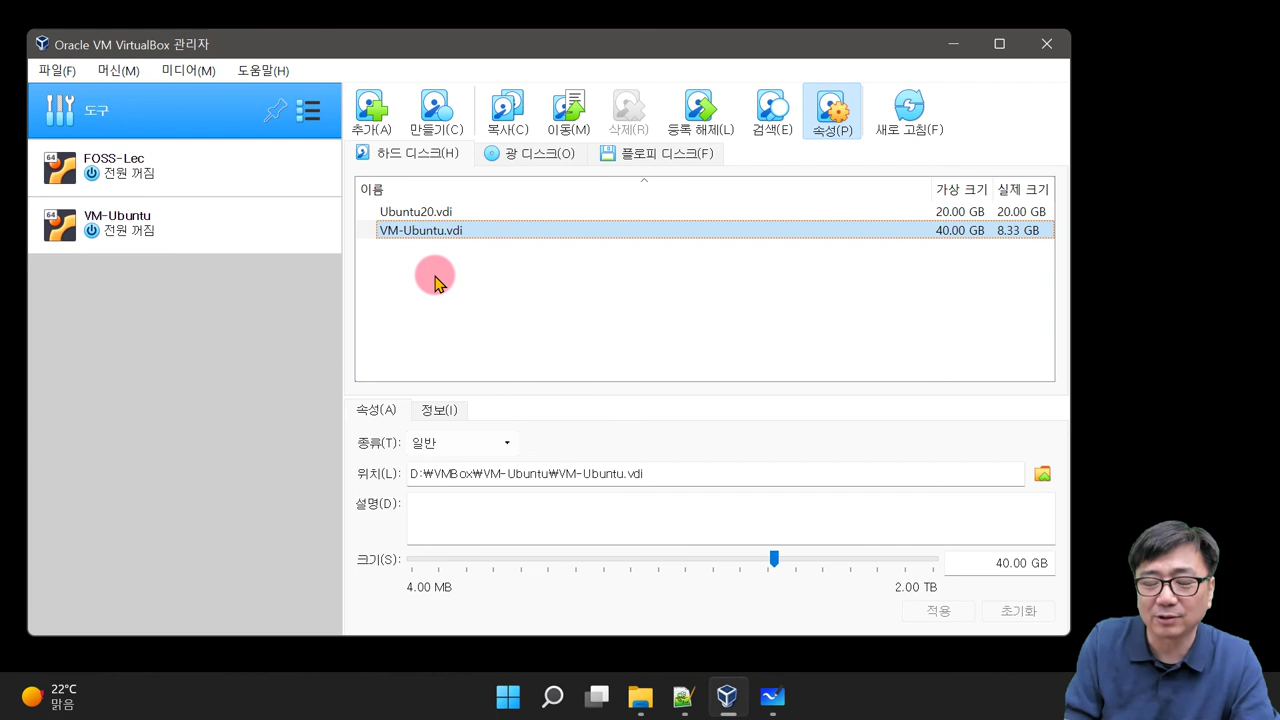 Oracle VM VirtualBox 관리자
파일(F) 머신(M) 미디어(M) 도움말(H)
도구
추가(A) 만들기(C) 복사(C) 이동(M) 삭제(R) 등록 해제(L) 검색(E) 속성(P) 새로 고침(F)
64 FOSS-Lec
전원 꺼짐
64 VM-Ubuntu
전원 꺼짐
하드 디스크(H) 광 디스크(O) 플로피 디스크(F)
이름 가상 크기 실제 크기
Ubuntu20.vdi 20.00 GB 20.00 GB
VM-Ubuntu.vdi 40.00 GB 8.33 GB
속성(A) 정보(I)
종류(T): 일반
위치(L): D:₩VMBox₩VM-Ubuntu₩VM-Ubuntu.vdi
설명(D):
크기(S): 40.00 GB
4.00 MB 2.00 TB
적용 초기화
22°C
맑음